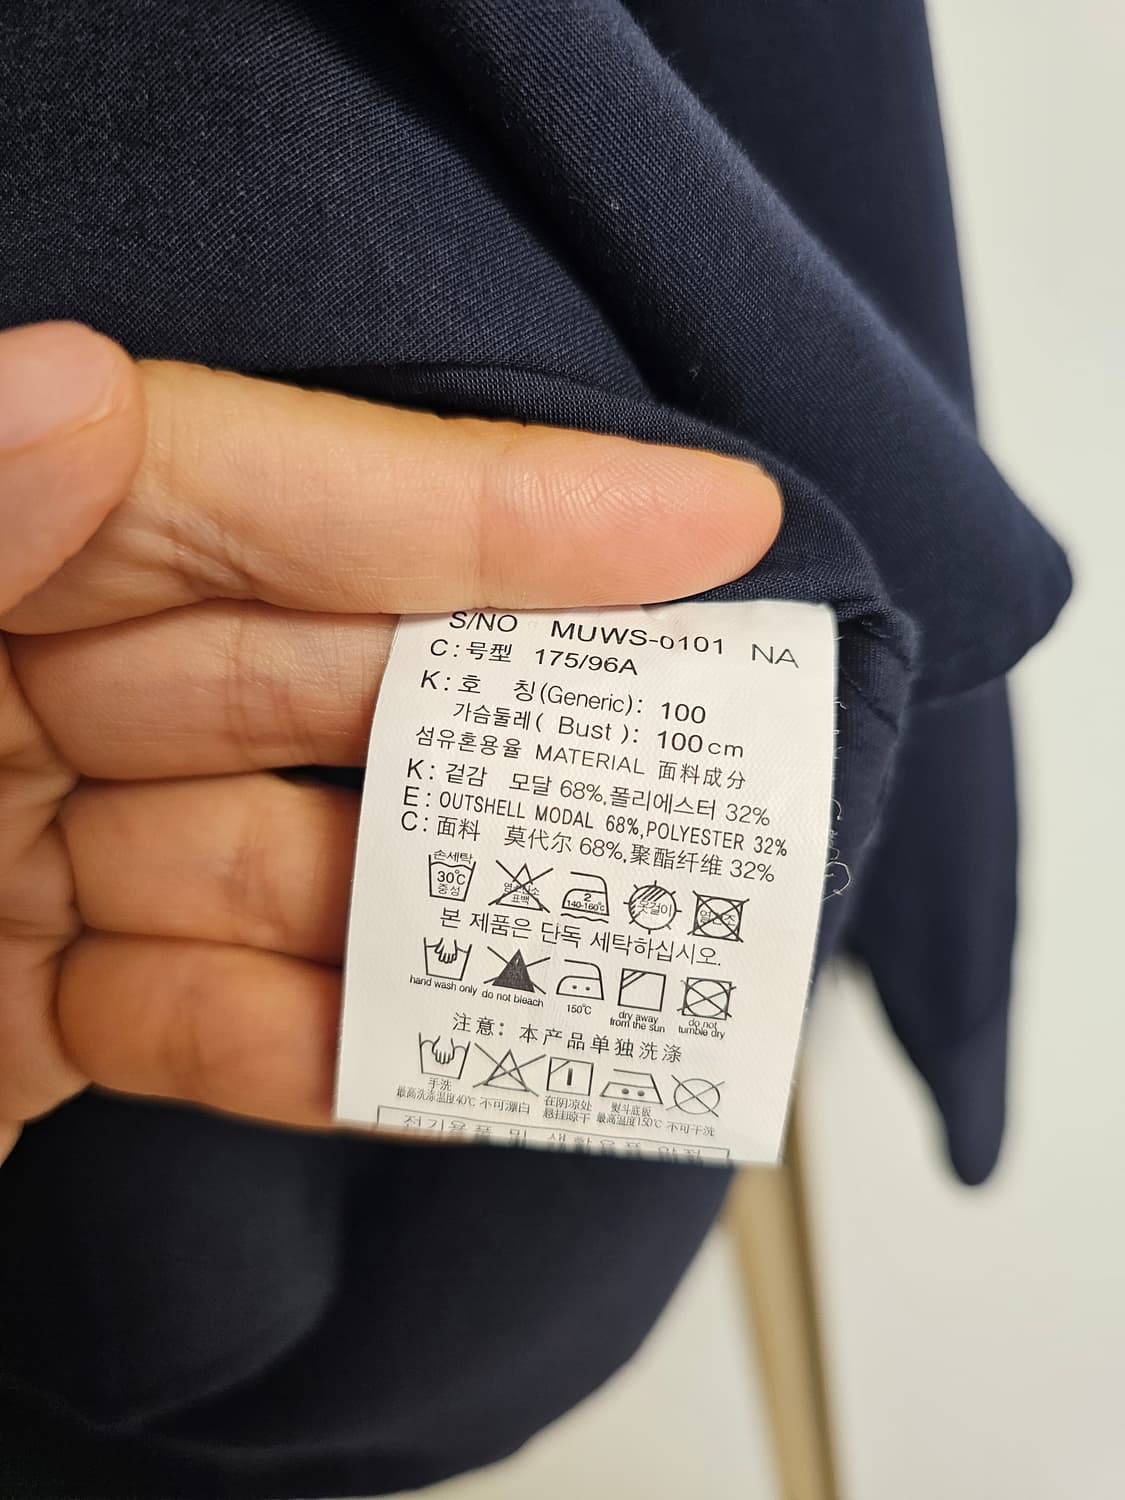 S/NO MUWS-0101 NA
C:号型 175/96A
K:호 칭(Generic): 100
가슴둘레( Bust ): 100cm
섬유혼용율 MATERIAL 面料成分
K: 겉감 모달 68%,폴리에스터 32%
E: OUTSHELL MODAL 68%,POLYESTER 32%
C: 面料 莫代尔 68%,聚酯纤维 32%
손세탁
30℃ 중성
표백
2 140-160℃
옷걸이
본 제품은 단독 세탁하십시오.
hand wash only
do not bleach
150℃
dry away from the sun
do not tumble dry
注意: 本产品单独洗涤
手洗
最高洗涤温度40℃
不可漂白
在阴凉处
悬挂晾干
熨斗底板
最高温度150℃
不可干洗